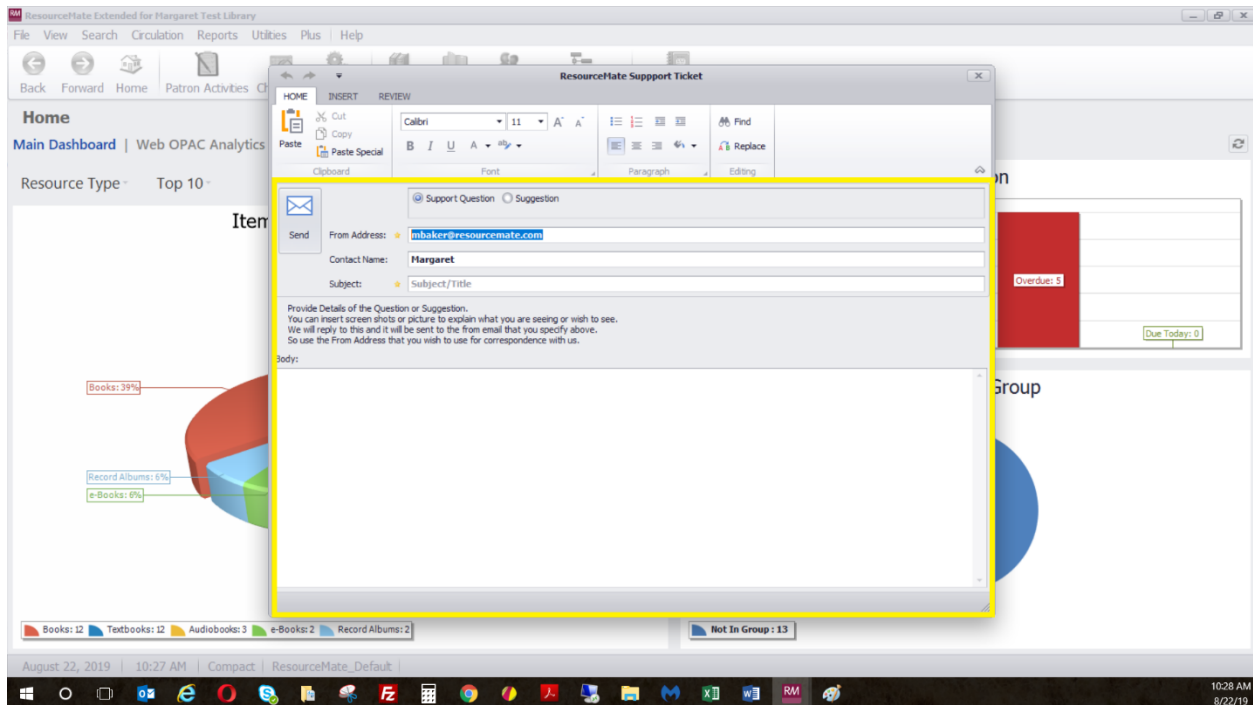 RM ResourceMate Extended for Margaret Test Library
File View Search Circulation Reports Utilities Plus Help
Back Forward Home Patron Activities
ResourceMate Suppport Ticket
HOME INSERT REVIEW
Paste
Cut
Copy
Paste Special
Clipboard
Calibri 11
B I U A
Font
Paragraph
Find
Replace
Editing
Home
Main Dashboard | Web OPAC Analytics
Resource Type Top 10
Support Question Suggestion
Send
From Address: mbaker@resourcemate.com
Contact Name: Margaret
Subject: Subject/Title
Provide Details of the Question or Suggestion.
You can insert screen shots or picture to explain what you are seeing or wish to see.
We will reply to this and it will be sent to the from email that you specify above.
So use the From Address that you wish to use for correspondence with us.
Body:
Overdue: 5
Due Today: 0
Books: 39%
Record Albums: 6%
e-Books: 6%
Group
Books: 12 Textbooks: 12 Audiobooks: 3 e-Books: 2 Record Albums: 2
Not In Group : 13
August 22, 2019 | 10:27 AM | Compact | ResourceMate_Default
RM
10:28 AM
8/22/19